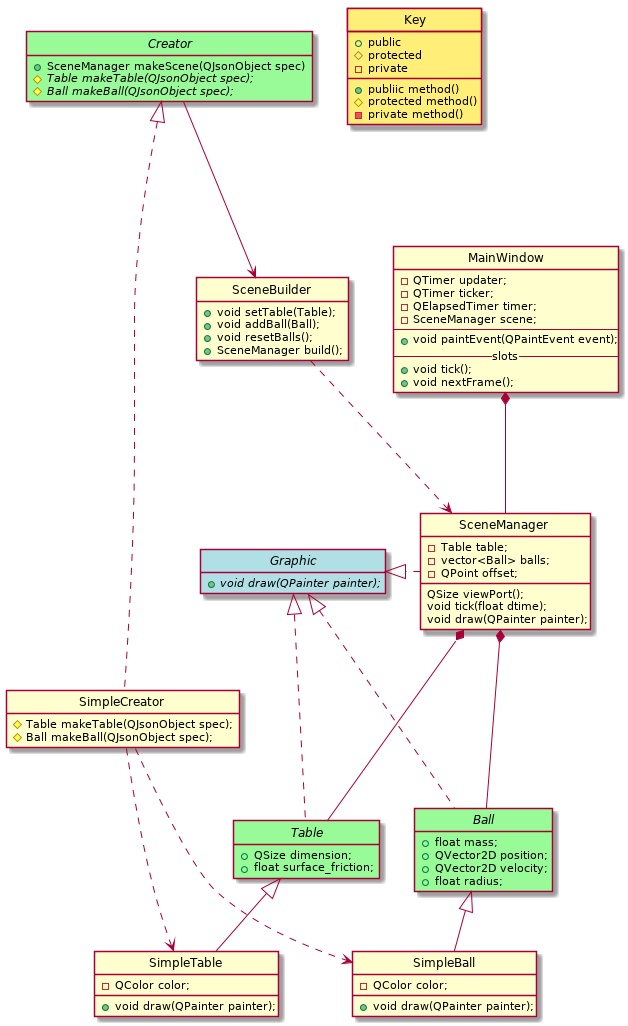 Creator
SceneManager makeScene(QJsonObject spec)
Table makeTable(QJsonObject spec);
Ball makeBall(QJsonObject spec);
Key
public
protected
private
publiic method()
protected method()
private method()
SceneBuilder
void setTable(Table);
void addBall(Ball);
void resetBalls();
SceneManager build();
MainWindow
QTimer updater;
QTimer ticker;
QElapsedTimer timer;
SceneManager scene;
void paintEvent(QPaintEvent event);
slots
void tick();
void nextFrame();
Graphic
void draw(QPainter painter);
SceneManager
Table table;
vector<Ball> balls;
QPoint offset;
QSize viewPort();
void tick(float dtime);
void draw(QPainter painter);
SimpleCreator
Table makeTable(QJsonObject spec);
Ball makeBall(QJsonObject spec);
Table
QSize dimension;
float surface_friction;
Ball
float mass;
QVector2D position;
QVector2D velocity;
float radius;
SimpleTable
QColor color;
void draw(QPainter painter);
SimpleBall
QColor color;
void draw(QPainter painter);